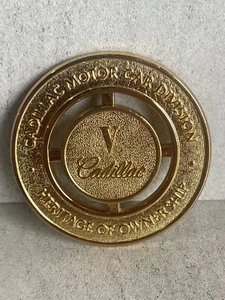 CADILLAC MOTOR CAR DIVISION
V
Cadillac
HERITAGE OF OWNERSHIP